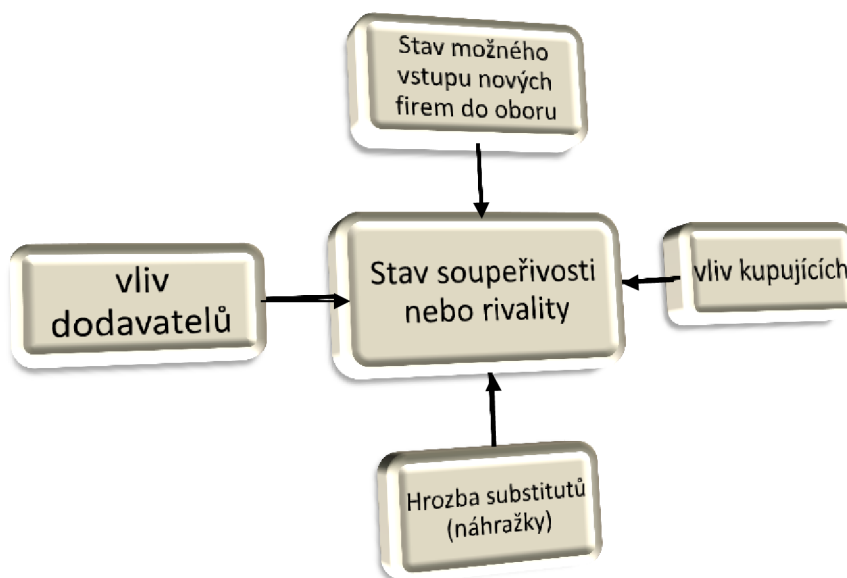 Stav možného
vstupu nových
firem do oboru
vliv
dodavatelů
Stav soupeřivosti
nebo rivality
vliv kupujících
Hrozba substitutů
(náhražky)